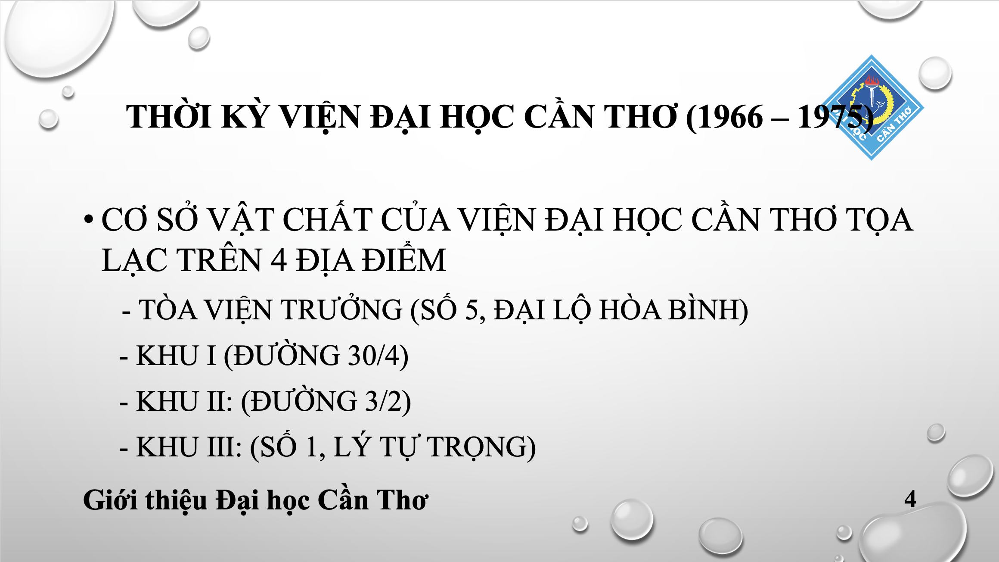 THỜI KỲ VIỆN ĐẠI HỌC CẦN THƠ (1966 – 1975)
HỌC
CẦN THƠ
• CƠ SỞ VẬT CHẤT CỦA VIỆN ĐẠI HỌC CẦN THƠ TỌA
LẠC TRÊN 4 ĐỊA ĐIỂM
- TÒA VIỆN TRƯỞNG (SỐ 5, ĐẠI LỘ HÒA BÌNH)
- KHU I (ĐƯỜNG 30/4)
- KHU II: (ĐƯỜNG 3/2)
- KHU III: (SỐ 1, LÝ TỰ TRỌNG)
Giới thiệu Đại học Cần Thơ
4